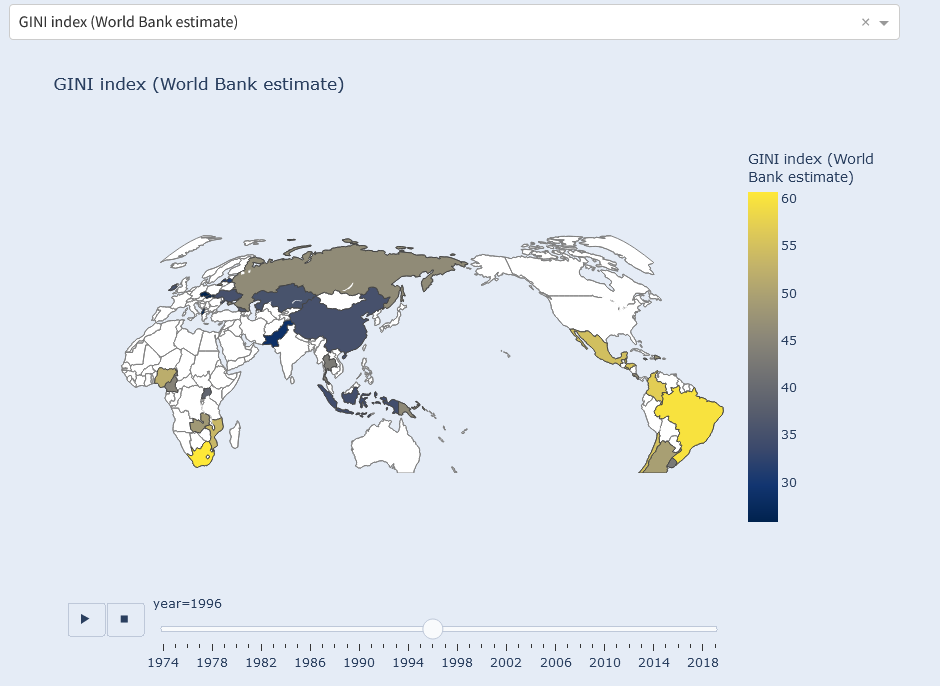 GINI index (World Bank estimate)
GINI index (World Bank estimate)
GINI index (World
Bank estimate)
60
55
50
45
40
35
30
year=1996
1974 1978 1982 1986 1990 1994 1998 2002 2006 2010 2014 2018